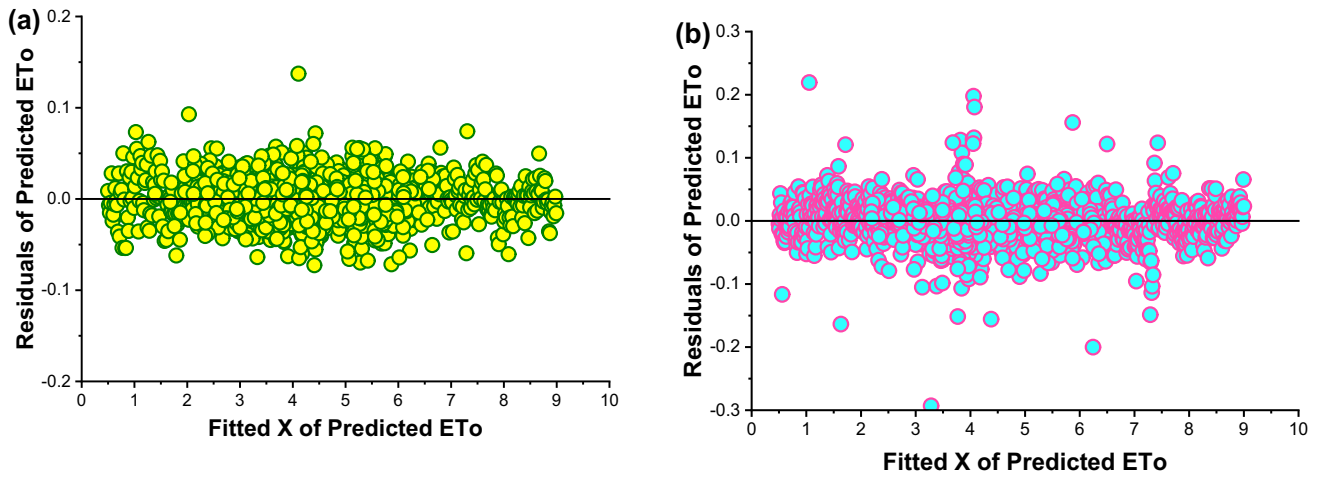 (a)
Residuals of Predicted ETo
0.2
0.1
0.0
-0.1
-0.2
0 1 2 3 4 5 6 7 8 9 10
Fitted X of Predicted ETo
(b)
Residuals of Predicted ETo
0.3
0.2
0.1
0.0
-0.1
-0.2
-0.3
0 1 2 3 4 5 6 7 8 9 10
Fitted X of Predicted ETo